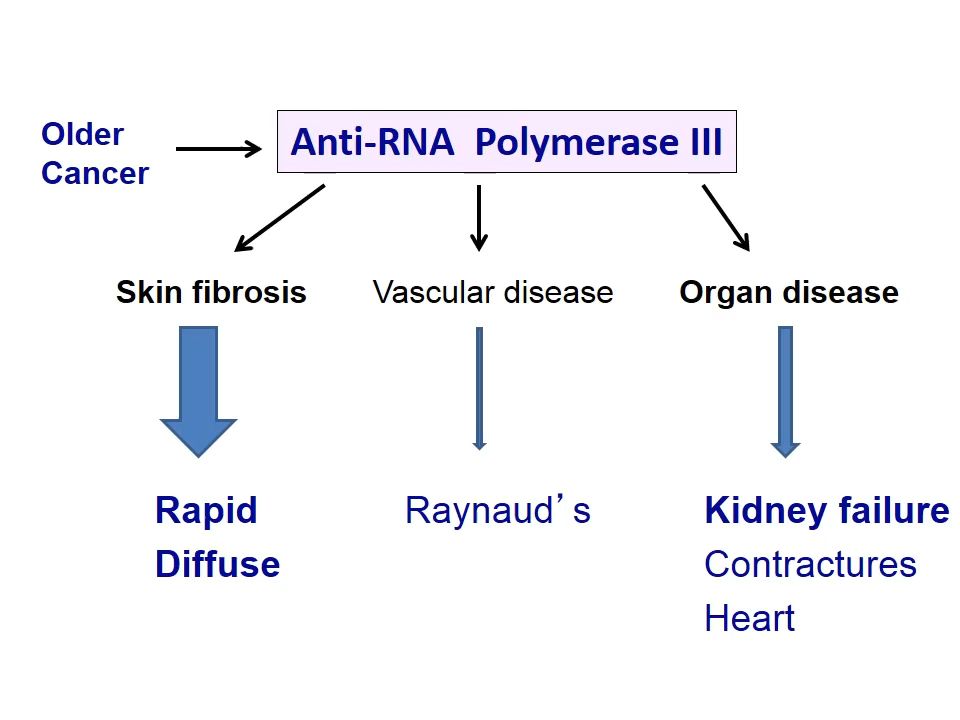 Older
Cancer
Anti-RNA Polymerase III
Skin fibrosis
Vascular disease
Organ disease
Rapid
Diffuse
Raynaud’s
Kidney failure
Contractures
Heart